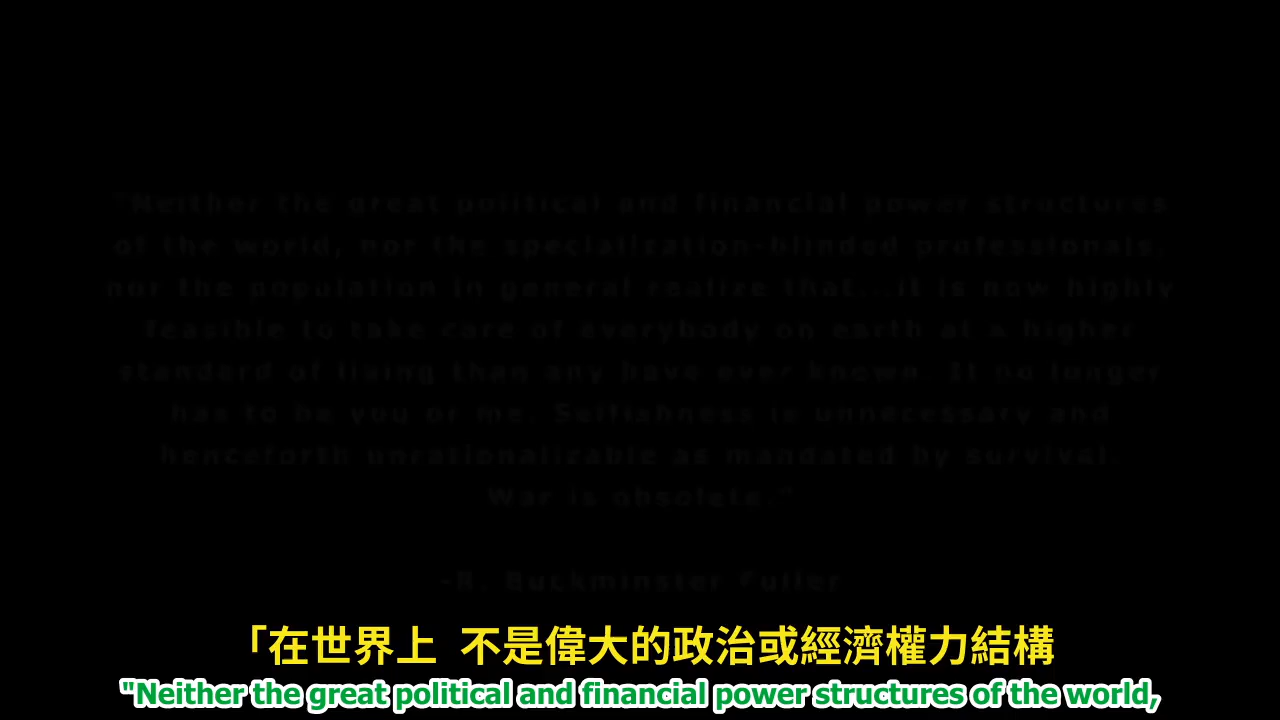 "Neither the great political and financial power structures
of the world, nor the specialization-blinded professionals,
nor the population in general realize that...it is now highly
feasible to take care of everybody on earth at a higher
standard of living than any have ever known. It no longer
has to be you or me. Selfishness is unnecessary and
henceforth unrationalizable as mandated by survival.
War is obsolete."
-R. Buckminster Fuller
「在世界上 不是偉大的政治或經濟權力結構
"Neither the great political and financial power structures of the world,